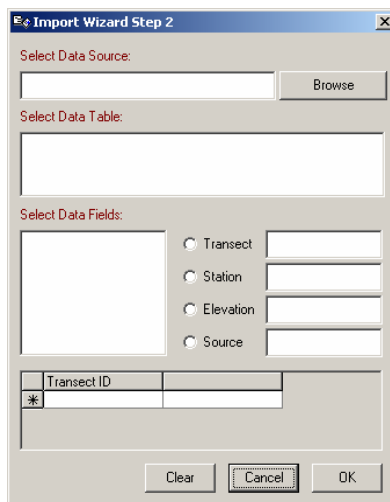 Import Wizard Step 2
Select Data Source:
Browse
Select Data Table:
Select Data Fields:
Transect
Station
Elevation
Source
Transect ID
Clear Cancel OK